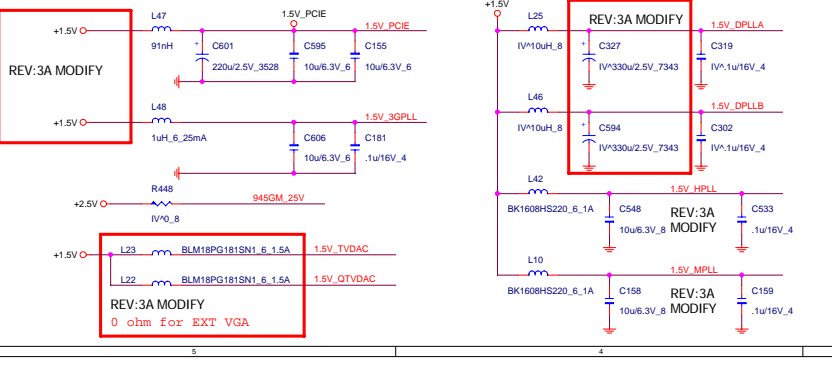 +1.5V
L47
91nH
1.5V_PCIE
1.5V_PCIE
+
C601
220u/2.5V_3528
C595
10u/6.3V_6
C155
10u/6.3V_6
REV:3A MODIFY
+1.5V
L48
1uH_6_25mA
1.5V_3GPLL
C606
10u/6.3V_6
C181
.1u/16V_4
+2.5V
R448
IV^0_8
945GM_25V
+1.5V
L23
BLM18PG181SN1_6_1.5A
1.5V_TVDAC
L22
BLM18PG181SN1_6_1.5A
1.5V_QTVDAC
REV:3A MODIFY
0 ohm for EXT VGA
+1.5V
L25
IV^10uH_8
REV:3A MODIFY
1.5V_DPLLA
+
C327
IV^330u/2.5V_7343
C319
IV^.1u/16V_4
L46
IV^10uH_8
1.5V_DPLLB
+
C594
IV^330u/2.5V_7343
C302
IV^.1u/16V_4
L42
BK1608HS220_6_1A
1.5V_HPLL
C548
10u/6.3V_8
REV:3A
MODIFY
C533
.1u/16V_4
L10
BK1608HS220_6_1A
1.5V_MPLL
C158
10u/6.3V_6
REV:3A
MODIFY
C159
.1u/16V_4
5
4